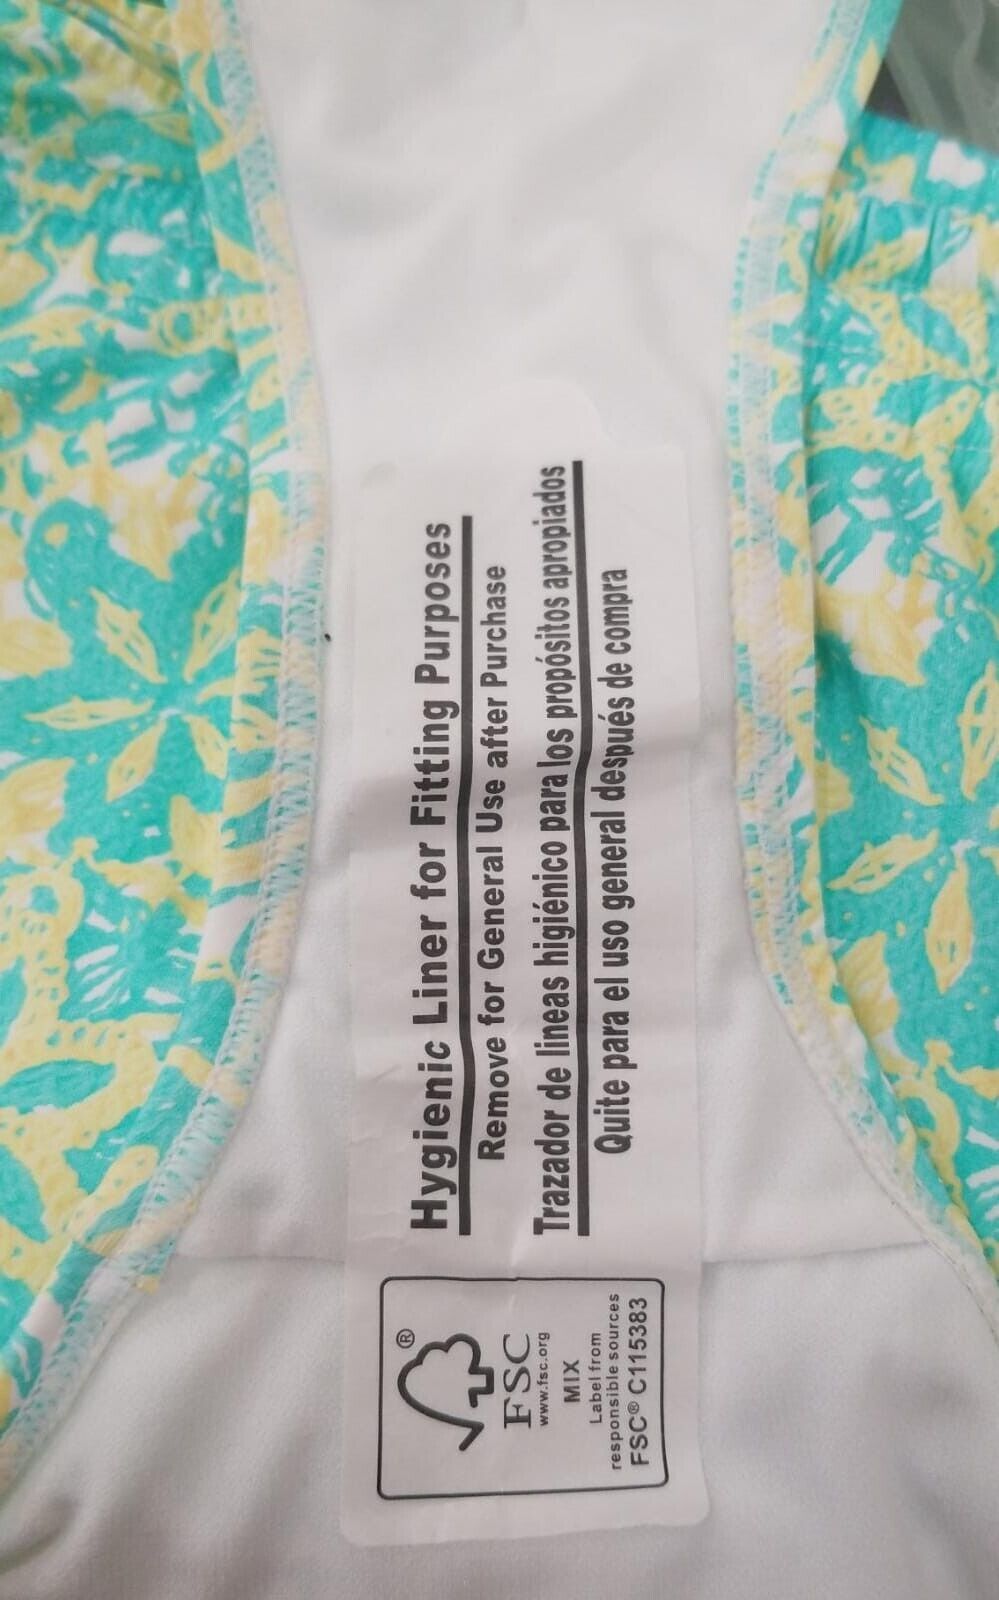 Hygienic Liner for Fitting Purposes
Remove for General Use after Purchase
Trazador de lineas higiénico para los propósitos apropiados
Quite para el uso general después de compra
®
FSC
www.fsc.org
MIX
Label from
responsible sources
FSC® C115383